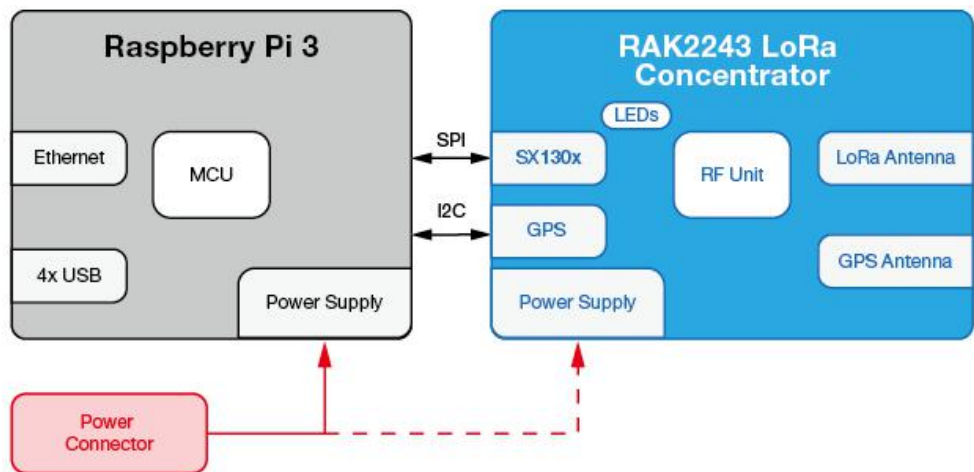 Raspberry Pi 3
Ethernet
MCU
4x USB
Power Supply
SPI
I2C
RAK2243 LoRa
Concentrator
LEDs
SX130x
RF Unit
LoRa Antenna
GPS
GPS Antenna
Power Supply
Power
Connector